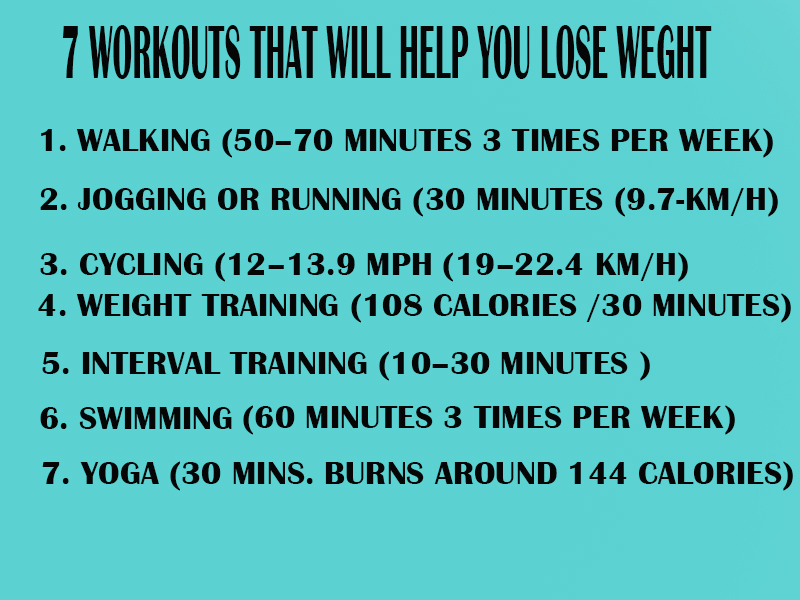 7 WORKOUTS THAT WILL HELP YOU LOSE WEGHT
1. WALKING (50–70 MINUTES 3 TIMES PER WEEK)
2. JOGGING OR RUNNING (30 MINUTES (9.7-KM/H)
3. CYCLING (12–13.9 MPH (19–22.4 KM/H)
4. WEIGHT TRAINING (108 CALORIES /30 MINUTES)
5. INTERVAL TRAINING (10–30 MINUTES )
6. SWIMMING (60 MINUTES 3 TIMES PER WEEK)
7. YOGA (30 MINS. BURNS AROUND 144 CALORIES)